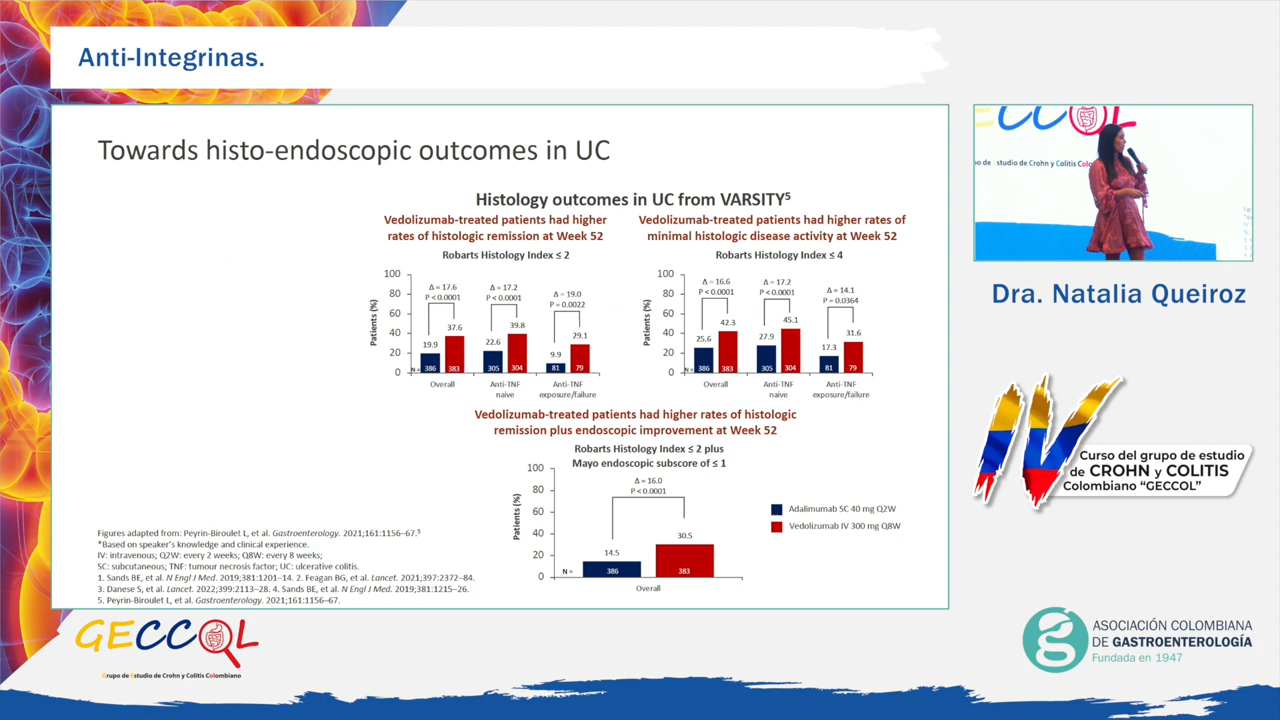 Anti-Integrinas.
Towards histo-endoscopic outcomes in UC
Histology outcomes in UC from VARSITY⁵
Vedolizumab-treated patients had higher
rates of histologic remission at Week 52
Robarts Histology Index ≤ 2
100
80
60
40
20
0
Patients (%)
Δ = 17.6
P < 0.0001
Δ = 17.2
P < 0.0001
Δ = 19.0
P = 0.0022
19.9
37.6
22.6
39.8
9.9
29.1
N =
386
383
305
304
81
79
Overall
Anti-TNF
naive
Anti-TNF
exposure/failure
Vedolizumab-treated patients had higher rates of
minimal histologic disease activity at Week 52
Robarts Histology Index ≤ 4
100
80
60
40
20
0
Patients (%)
Δ = 16.6
P < 0.0001
Δ = 17.2
P < 0.0001
Δ = 14.1
P = 0.0364
25.6
42.3
27.9
45.1
17.3
31.6
N =
386
383
305
304
81
79
Overall
Anti-TNF
naive
Anti-TNF
exposure/failure
Vedolizumab-treated patients had higher rates of histologic
remission plus endoscopic improvement at Week 52
Robarts Histology Index ≤ 2 plus
Mayo endoscopic subscore of ≤ 1
100
80
60
40
20
0
Patients (%)
Δ = 16.0
P < 0.0001
14.5
30.5
N =
386
383
Overall
Adalimumab SC 40 mg Q2W
Vedolizumab IV 300 mg Q8W
Figures adapted from: Peyrin-Biroulet L, et al. Gastroenterology. 2021;161:1156–67.⁵
*Based on speaker's knowledge and clinical experience.
IV: intravenous; Q2W: every 2 weeks; Q8W: every 8 weeks;
SC: subcutaneous; TNF: tumour necrosis factor; UC: ulcerative colitis.
1. Sands BE, et al. N Engl J Med. 2019;381:1201–14. 2. Feagan BG, et al. Lancet. 2021;397:2372–84.
3. Danese S, et al. Lancet. 2022;399:2113–28. 4. Sands BE, et al. N Engl J Med. 2019;381:1215–26.
5. Peyrin-Biroulet L, et al. Gastroenterology. 2021;161:1156–67.
ECCOL
po de Estudio de Crohn y Colitis Colo
Dra. Natalia Queiroz
IV
Curso del grupo de estudio
de CROHN y COLITIS
Colombiano "GECCOL"
GECCOL
Grupo de Estudio de Crohn y Colitis Colombiano
ASOCIACIÓN COLOMBIANA
DE GASTROENTEROLOGÍA
Fundada en 1947